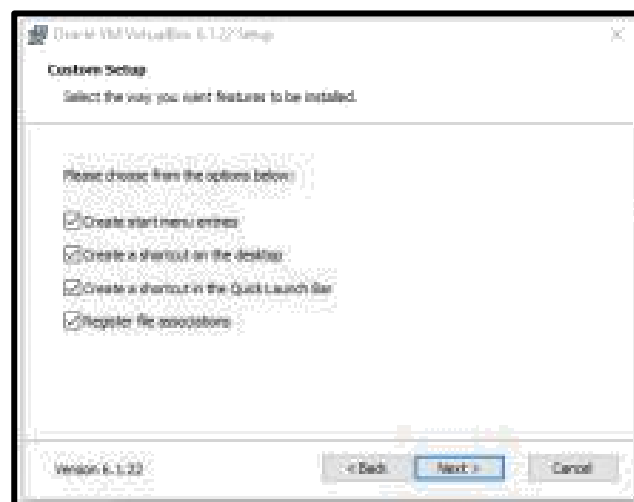 Oracle VM VirtualBox 6.1.22 Setup
Custom Setup
Select the way you want features to be installed.
Please choose from the options below:
Create start menu entries
Create a shortcut on the desktop
Create a shortcut in the Quick Launch Bar
Register file associations
Version 6.1.22
< Back
Next >
Cancel